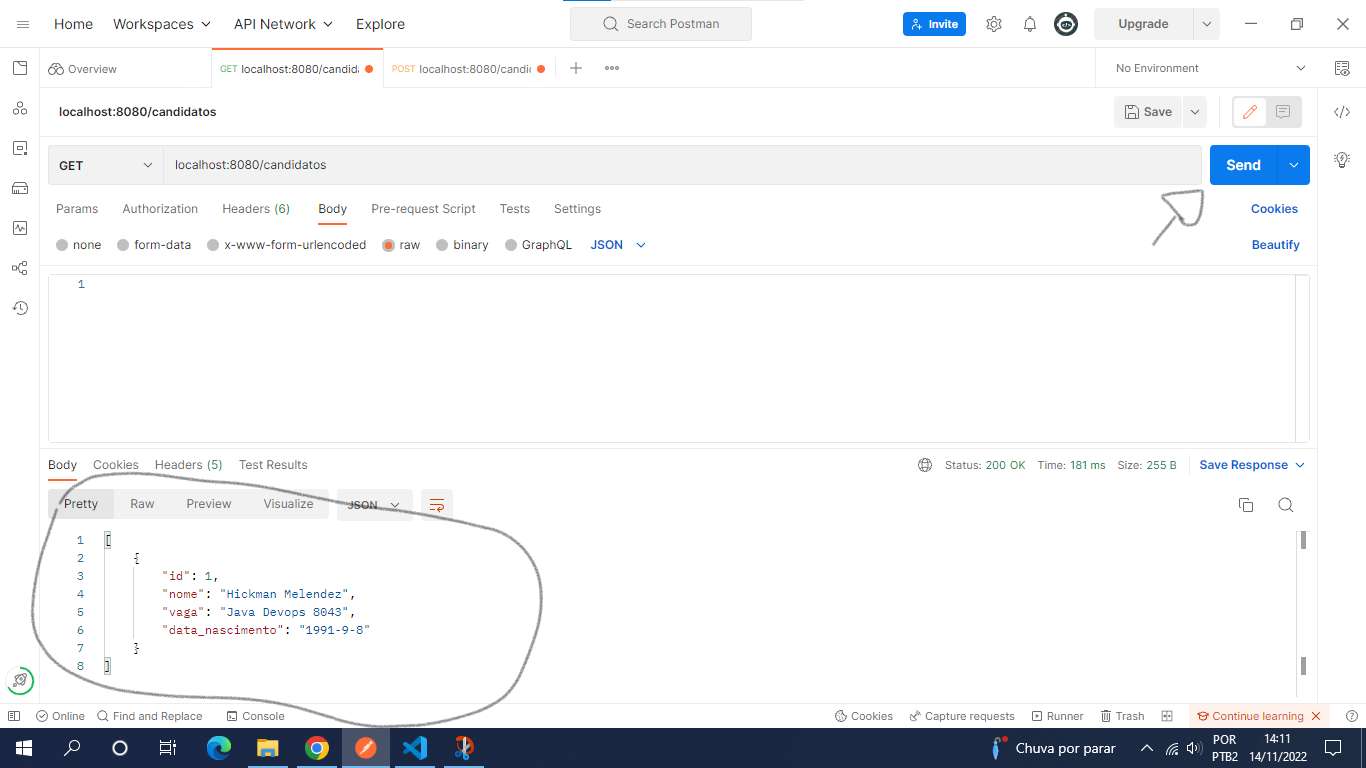 Home Workspaces API Network Explore Search Postman Invite Upgrade
Overview GET localhost:8080/candida POST localhost:8080/candic No Environment
localhost:8080/candidatos Save
GET localhost:8080/candidatos Send
Params Authorization Headers (6) Body Pre-request Script Tests Settings Cookies
none form-data x-www-form-urlencoded raw binary GraphQL JSON Beautify
1
Body Cookies Headers (5) Test Results Status: 200 OK Time: 181 ms Size: 255 B Save Response
Pretty Raw Preview Visualize JSON
1 [
2 {
3 "id": 1,
4 "nome": "Hickman Melendez",
5 "vaga": "Java Devops 8043",
6 "data_nascimento": "1991-9-8"
7 }
8 ]
Online Find and Replace Console Cookies Capture requests Runner Trash Continue learning
Chuva por parar POR 14:11
PTB2 14/11/2022